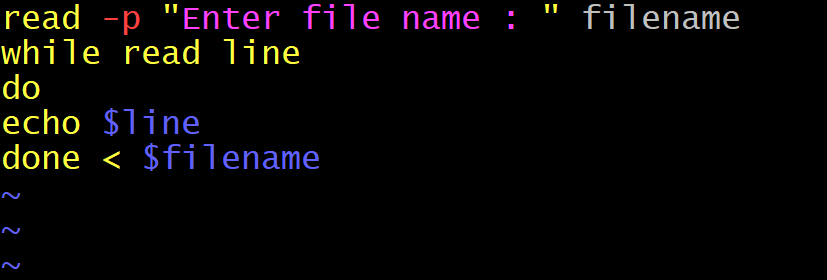 read -p "Enter file name : " filename
while read line
do
echo $line
done < $filename
~
~
~